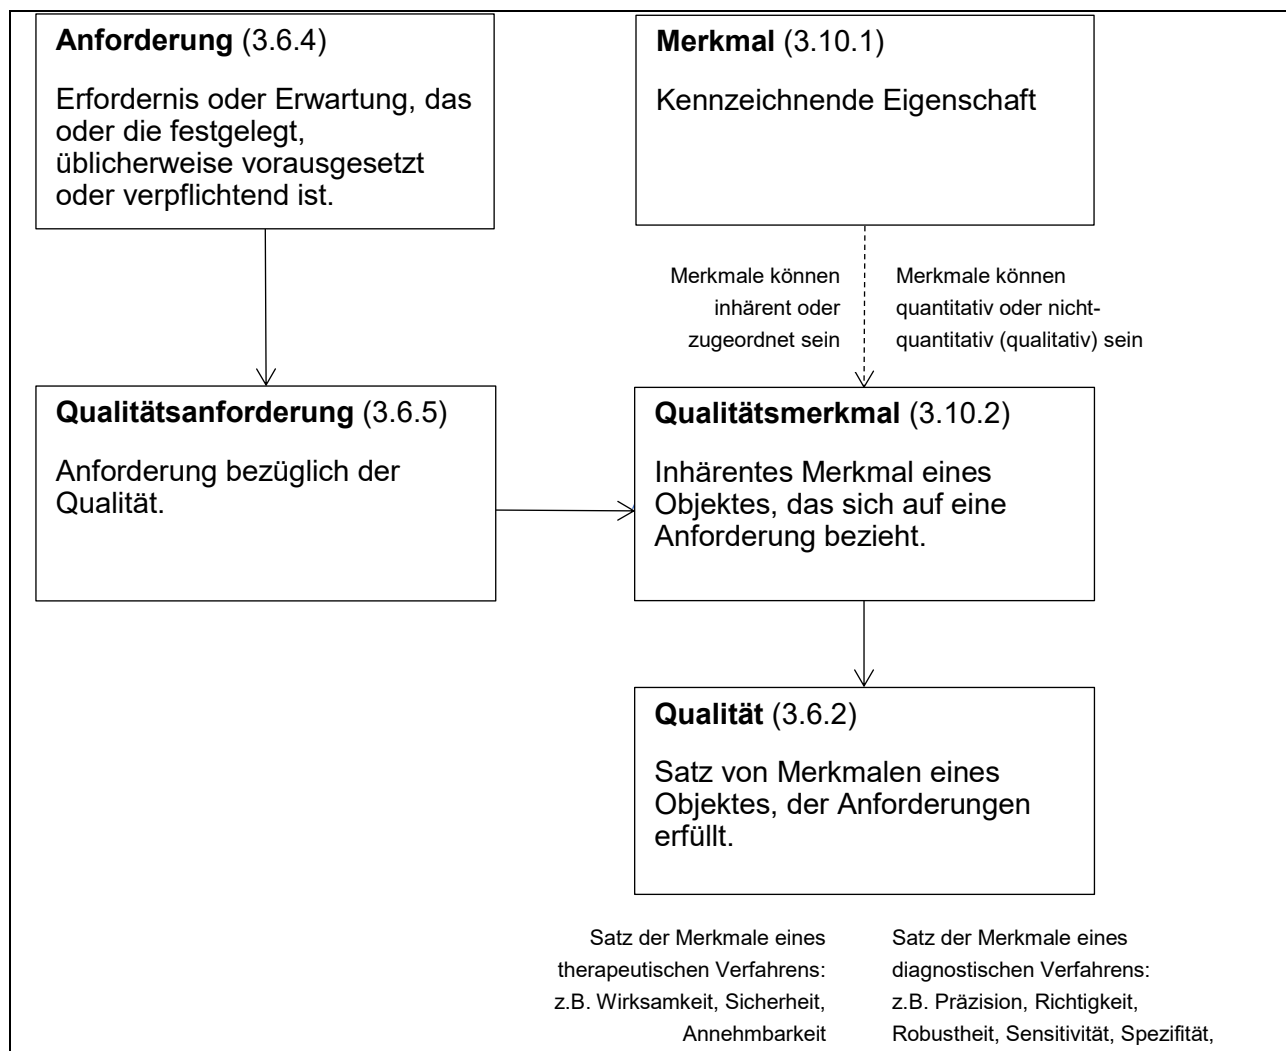 Anforderung (3.6.4)
Erfordernis oder Erwartung, das
oder die festgelegt,
üblicherweise vorausgesetzt
oder verpflichtend ist.
Merkmal (3.10.1)
Kennzeichnende Eigenschaft
Merkmale können
inhärent oder
zugeordnet sein
Merkmale können
quantitativ oder nicht-
quantitativ (qualitativ) sein
Qualitätsanforderung (3.6.5)
Anforderung bezüglich der
Qualität.
Qualitätsmerkmal (3.10.2)
Inhärentes Merkmal eines
Objektes, das sich auf eine
Anforderung bezieht.
Qualität (3.6.2)
Satz von Merkmalen eines
Objektes, der Anforderungen
erfüllt.
Satz der Merkmale eines
therapeutischen Verfahrens:
z.B. Wirksamkeit, Sicherheit,
Annehmbarkeit
Satz der Merkmale eines
diagnostischen Verfahrens:
z.B. Präzision, Richtigkeit,
Robustheit, Sensitivität, Spezifität,